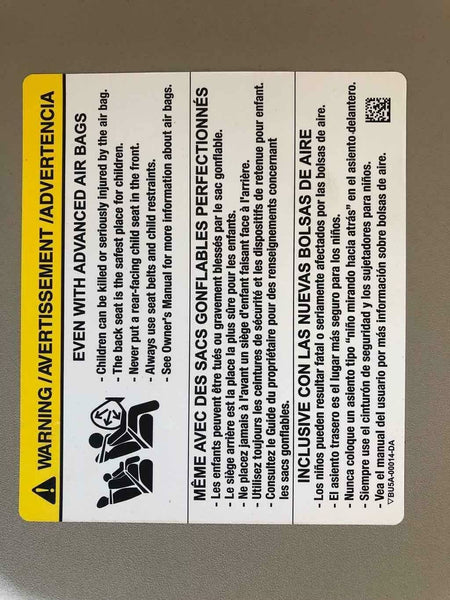 WARNING / AVERTISSEMENT / ADVERTENCIA
EVEN WITH ADVANCED AIR BAGS
- Children can be killed or seriously injured by the air bag.
- The back seat is the safest place for children.
- Never put a rear-facing child seat in the front.
- Always use seat belts and child restraints.
- See Owner's Manual for more information about air bags.
MÊME AVEC DES SACS GONFLABLES PERFECTIONNÉS
- Les enfants peuvent être tués ou gravement blessés par le sac gonflable.
- Le siège arrière est la place la plus sûre pour les enfants.
- Ne placez jamais à l'avant un siège d'enfant faisant face à l'arrière.
- Utilisez toujours les ceintures de sécurité et les dispositifs de retenue pour enfant.
- Consultez le Guide du propriétaire pour des renseignements concernant
les sacs gonflables.
INCLUSIVE CON LAS NUEVAS BOLSAS DE AIRE
- Los niños pueden resultar fatal o seriamente afectados por las bolsas de aire.
- El asiento trasero es el lugar más seguro para los niños.
- Nunca coloque un asiento tipo "niño mirando hacia atrás" en el asiento delantero.
- Siempre use el cinturón de seguridad y los sujetadores para niños.
- Vea el manual del usuario por más información sobre bolsas de aire.
▽BU5A-00014-DA